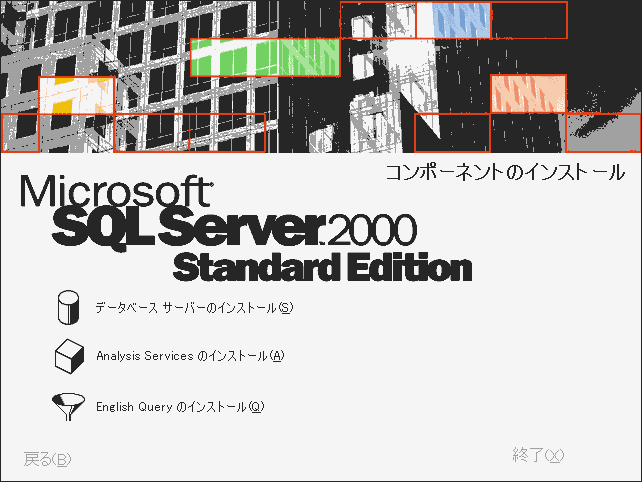 コンポーネントのインストール
Microsoft
SQL Server 2000
Standard Edition
データベース サーバーのインストール(S)
Analysis Services のインストール(A)
English Query のインストール(Q)
戻る(B)
終了(X)